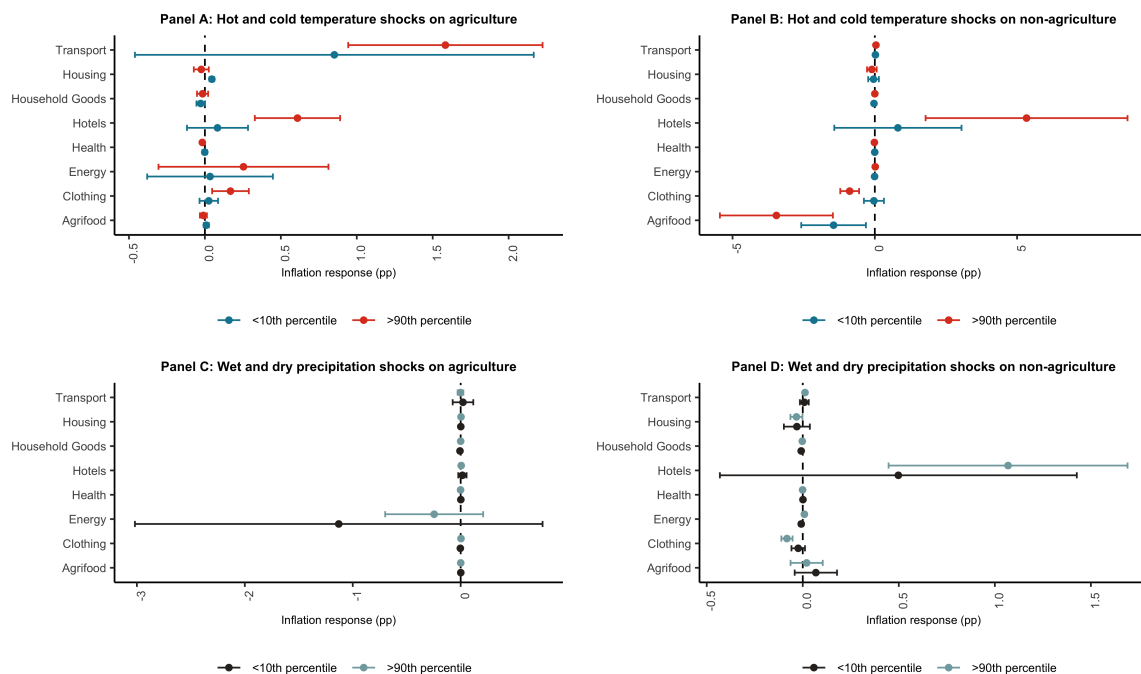 Panel A: Hot and cold temperature shocks on agriculture
Transport
Housing
Household Goods
Hotels
Health
Energy
Clothing
Agrifood
-0.5
0.0
0.5
1.0
1.5
2.0
Inflation response (pp)
<10th percentile >90th percentile
Panel B: Hot and cold temperature shocks on non-agriculture
Transport
Housing
Household Goods
Hotels
Health
Energy
Clothing
Agrifood
-5
0
5
Inflation response (pp)
<10th percentile >90th percentile
Panel C: Wet and dry precipitation shocks on agriculture
Transport
Housing
Household Goods
Hotels
Health
Energy
Clothing
Agrifood
-3
-2
-1
0
Inflation response (pp)
<10th percentile >90th percentile
Panel D: Wet and dry precipitation shocks on non-agriculture
Transport
Housing
Household Goods
Hotels
Health
Energy
Clothing
Agrifood
-0.5
0.0
0.5
1.0
1.5
Inflation response (pp)
<10th percentile >90th percentile